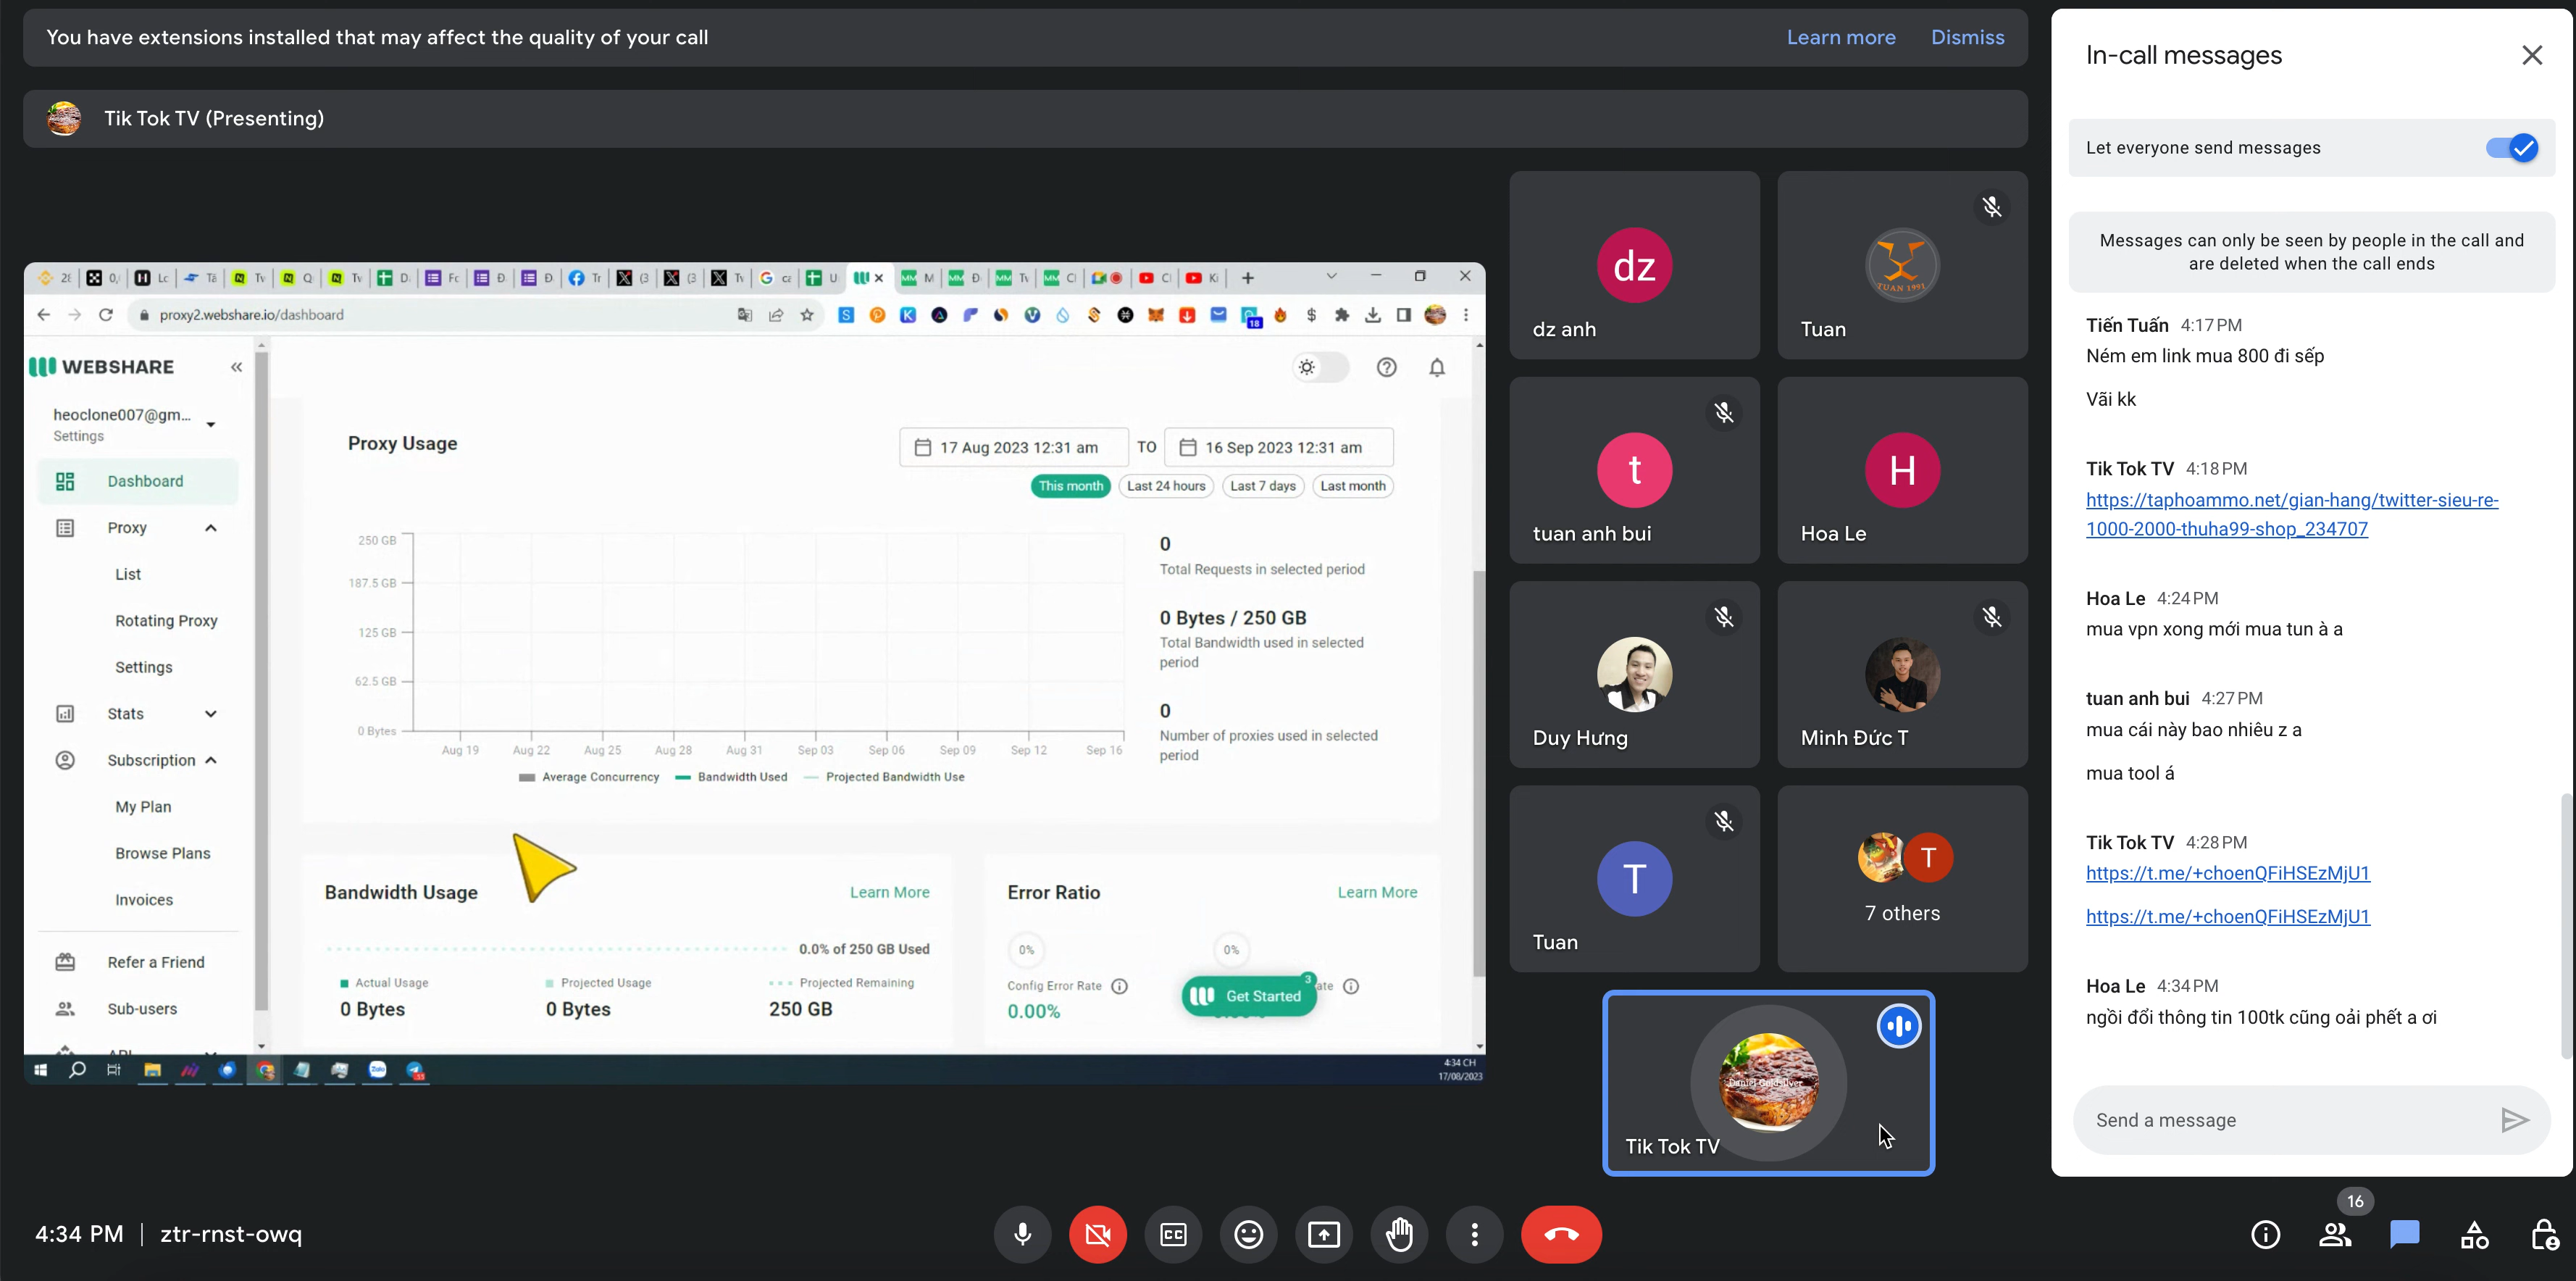 You have extensions installed that may affect the quality of your call
Learn more
Dismiss
Tik Tok TV (Presenting)
proxy2.webshare.io/dashboard
18
WEBSHARE
heoclone007@gm...
Settings
Dashboard
Proxy
List
Rotating Proxy
Settings
Stats
Subscription
My Plan
Browse Plans
Invoices
Refer a Friend
Sub-users
API
Proxy Usage
17 Aug 2023 12:31 am
TO
16 Sep 2023 12:31 am
This month
Last 24 hours
Last 7 days
Last month
250 GB
187.5 GB
125 GB
62.5 GB
0 Bytes
Aug 19
Aug 22
Aug 25
Aug 28
Aug 31
Sep 03
Sep 06
Sep 09
Sep 12
Sep 16
Average Concurrency
Bandwidth Used
Projected Bandwidth Use
0
Total Requests in selected period
0 Bytes / 250 GB
Total Bandwidth used in selected
period
0
Number of proxies used in selected
period
Bandwidth Usage
Learn More
0.0% of 250 GB Used
Actual Usage
0 Bytes
Projected Usage
0 Bytes
Projected Remaining
250 GB
Error Ratio
Learn More
0%
0%
Config Error Rate
0.00%
Get Started
3
ate
4:34 CH
17/08/2023
dz
dz anh
TUAN 1991
Tuan
t
tuan anh bui
H
Hoa Le
Duy Hưng
Minh Đức T
T
Tuan
T
7 others
Daniel Goldsilver
Tik Tok TV
In-call messages
Let everyone send messages
Messages can only be seen by people in the call and
are deleted when the call ends
Tiến Tuấn 4:17 PM
Ném em link mua 800 đi sếp
Vãi kk
Tik Tok TV 4:18 PM
https://taphoammo.net/gian-hang/twitter-sieu-re-
1000-2000-thuha99-shop_234707
Hoa Le 4:24 PM
mua vpn xong mới mua tun à a
tuan anh bui 4:27 PM
mua cái này bao nhiêu z a
mua tool á
Tik Tok TV 4:28 PM
https://t.me/+choenQFiHSEzMjU1
https://t.me/+choenQFiHSEzMjU1
Hoa Le 4:34 PM
ngồi đổi thông tin 100tk cũng oải phết a ơi
Send a message
4:34 PM
ztr-rnst-owq
CC
16